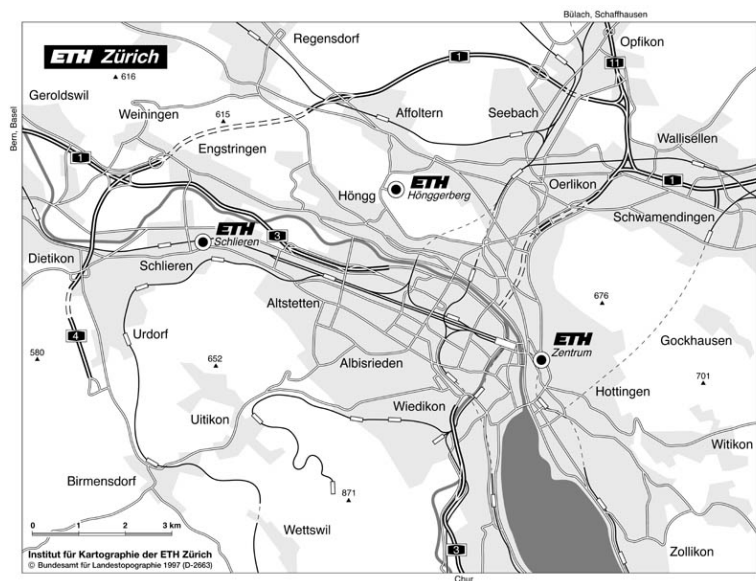 Bülach, Schaffhausen
ETH Zürich
Regensdorf
Opfikon
616
1
11
Geroldswil
Weiningen
615
Affoltern
Seebach
Bern, Basel
Engstringen
Wallisellen
1
ETH
Hönggerberg
Höngg
Oerlikon
1
Schwamendingen
ETH
Schlieren
3
Dietikon
Schlieren
Altstetten
676
Urdorf
4
ETH
Zentrum
Gockhausen
580
652
Albisrieden
701
Hottingen
Uitikon
Wiedikon
Witikon
Birmensdorf
871
0 1 2 3 km
Wettswil
3
Zollikon
Institut für Kartographie der ETH Zürich
© Bundesamt für Landestopographie 1997 (D-2663)
Chur